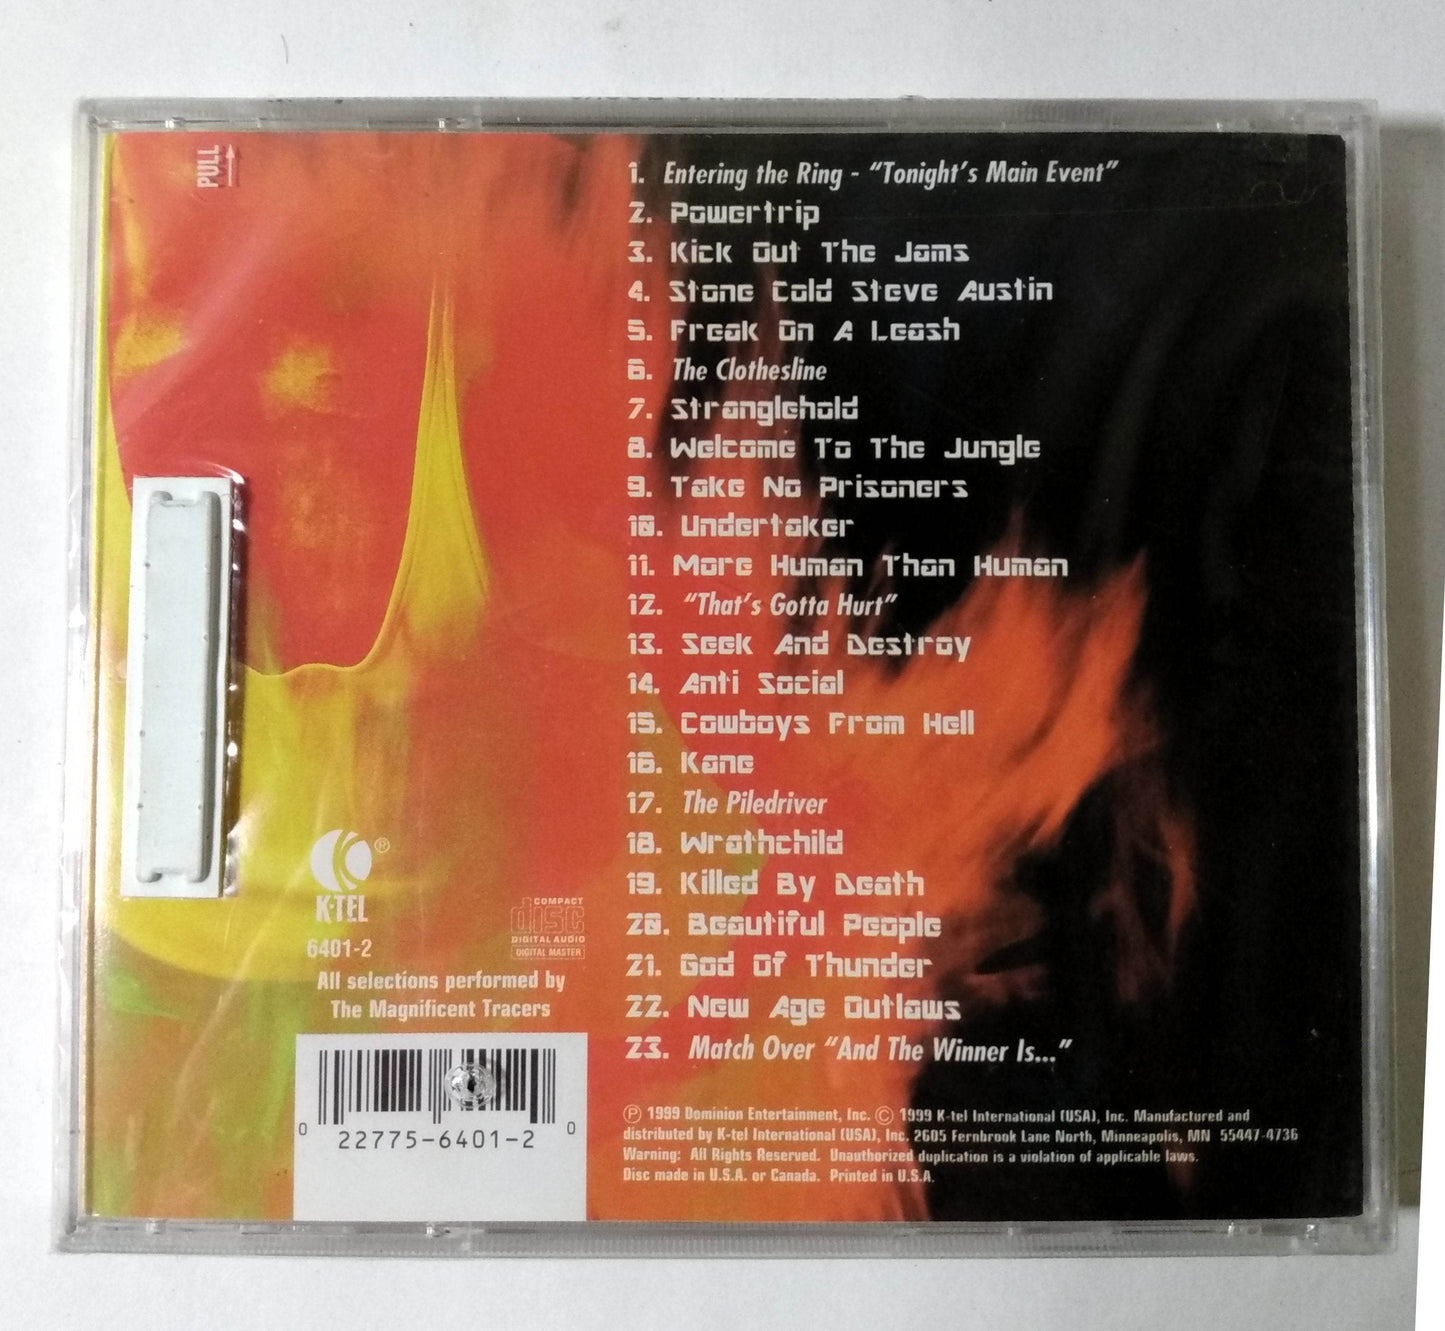 PULL
1. Entering the Ring - “Tonight's Main Event”
2. Powertrip
3. Kick Out The Jams
4. Stone Cold Steve Austin
5. Freak On A Leash
6. The Clothesline
7. Stranglehold
8. Welcome To The Jungle
9. Take No Prisoners
10. Undertaker
11. More Human Than Human
12. “That's Gotta Hurt”
13. Seek And Destroy
14. Anti Social
15. Cowboys From Hell
16. Kane
17. The Piledriver
18. Wrathchild
19. Killed By Death
20. Beautiful People
21. God Of Thunder
22. New Age Outlaws
23. Match Over “And The Winner Is...”
K ®
K-TEL
6401-2
COMPACT
disc
DIGITAL AUDIO
DIGITAL MASTER
All selections performed by
The Magnificent Tracers
0 22775-6401-2 0
Ⓟ 1999 Dominion Entertainment, Inc. © 1999 K-tel International (USA), Inc. Manufactured and
distributed by K-tel International (USA), Inc. 2605 Fernbrook Lane North, Minneapolis, MN 55447-4736
Warning: All Rights Reserved. Unauthorized duplication is a violation of applicable laws.
Disc made in U.S.A. or Canada. Printed in U.S.A.